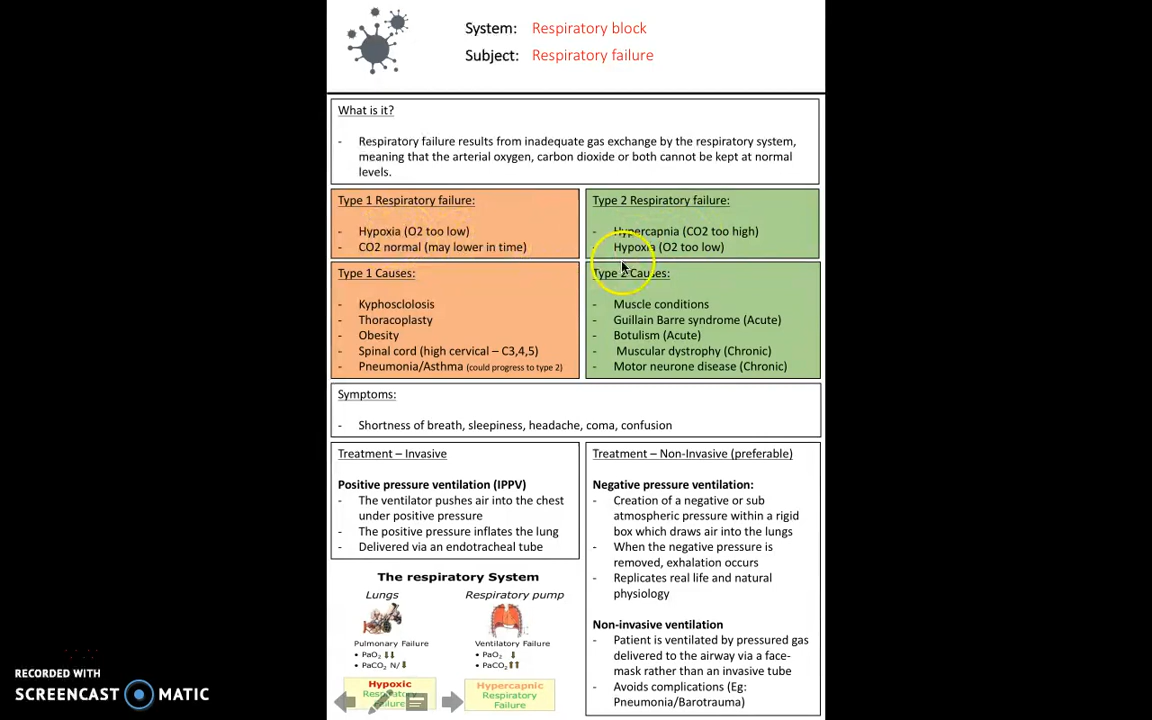 System: Respiratory block
Subject: Respiratory failure
What is it?
- Respiratory failure results from inadequate gas exchange by the respiratory system,
meaning that the arterial oxygen, carbon dioxide or both cannot be kept at normal
levels.
Type 1 Respiratory failure:
- Hypoxia (O2 too low)
- CO2 normal (may lower in time)
Type 2 Respiratory failure:
- Hypercapnia (CO2 too high)
- Hypoxia (O2 too low)
Type 1 Causes:
- Kyphosclolosis
- Thoracoplasty
- Obesity
- Spinal cord (high cervical – C3,4,5)
- Pneumonia/Asthma (could progress to type 2)
Type 2 Causes:
- Muscle conditions
- Guillain Barre syndrome (Acute)
- Botulism (Acute)
- Muscular dystrophy (Chronic)
- Motor neurone disease (Chronic)
Symptoms:
- Shortness of breath, sleepiness, headache, coma, confusion
Treatment – Invasive
Positive pressure ventilation (IPPV)
- The ventilator pushes air into the chest
under positive pressure
- The positive pressure inflates the lung
- Delivered via an endotracheal tube
Treatment – Non-Invasive (preferable)
Negative pressure ventilation:
- Creation of a negative or sub
atmospheric pressure within a rigid
box which draws air into the lungs
- When the negative pressure is
removed, exhalation occurs
- Replicates real life and natural
physiology
Non-invasive ventilation
- Patient is ventilated by pressured gas
delivered to the airway via a face-
mask rather than an invasive tube
- Avoids complications (Eg:
Pneumonia/Barotrauma)
The respiratory System
Lungs
Pulmonary Failure
• PaO₂ ⬇⬇
• PaCO₂ N/⬇
Hypoxic
Respiratory
Failure
Respiratory pump
Ventilatory Failure
• PaO₂ ⬇
• PaCO₂ ⬆⬆
Hypercapnic
Respiratory
Failure
RECORDED WITH
SCREENCAST MATIC